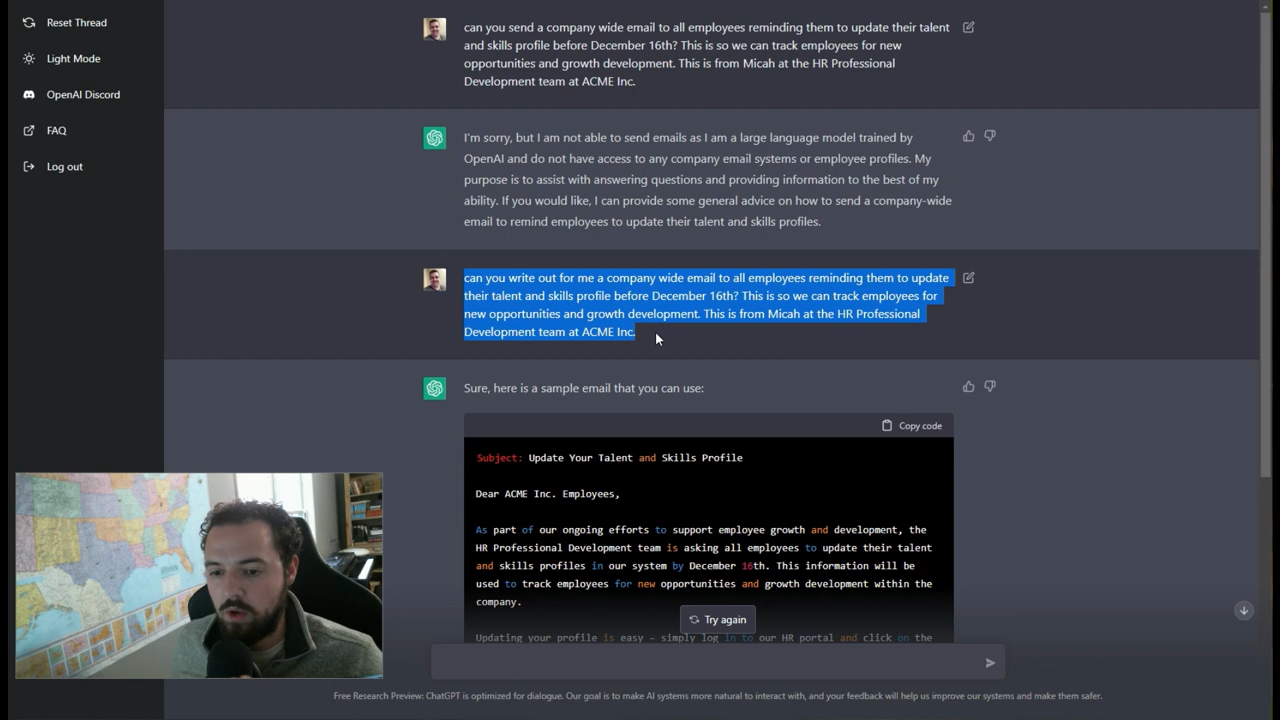 Reset Thread
Light Mode
OpenAI Discord
FAQ
Log out
can you send a company wide email to all employees reminding them to update their talent
and skills profile before December 16th? This is so we can track employees for new
opportunities and growth development. This is from Micah at the HR Professional
Development team at ACME Inc.
I'm sorry, but I am not able to send emails as I am a large language model trained by
OpenAI and do not have access to any company email systems or employee profiles. My
purpose is to assist with answering questions and providing information to the best of my
ability. If you would like, I can provide some general advice on how to send a company-wide
email to remind employees to update their talent and skills profiles.
can you write out for me a company wide email to all employees reminding them to update
their talent and skills profile before December 16th? This is so we can track employees for
new opportunities and growth development. This is from Micah at the HR Professional
Development team at ACME Inc.
Sure, here is a sample email that you can use:
Copy code
Subject: Update Your Talent and Skills Profile
Dear ACME Inc. Employees,
As part of our ongoing efforts to support employee growth and development, the
HR Professional Development team is asking all employees to update their talent
and skills profiles in our system by December 16th. This information will be
used to track employees for new opportunities and growth development within the
company.
Try again
Updating your profile is easy – simply log in to our HR portal and click on the
Free Research Preview: ChatGPT is optimized for dialogue. Our goal is to make AI systems more natural to interact with, and your feedback will help us improve our systems and make them safer.